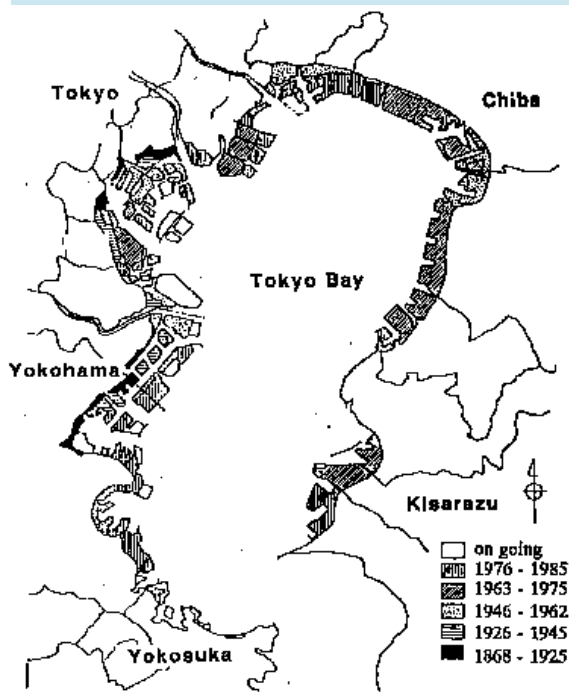 Tokyo
Chiba
Tokyo Bay
Yokohama
Kisarazu
Yokosuka
on going
1976 - 1985
1963 - 1975
1946 - 1962
1926 - 1945
1868 - 1925